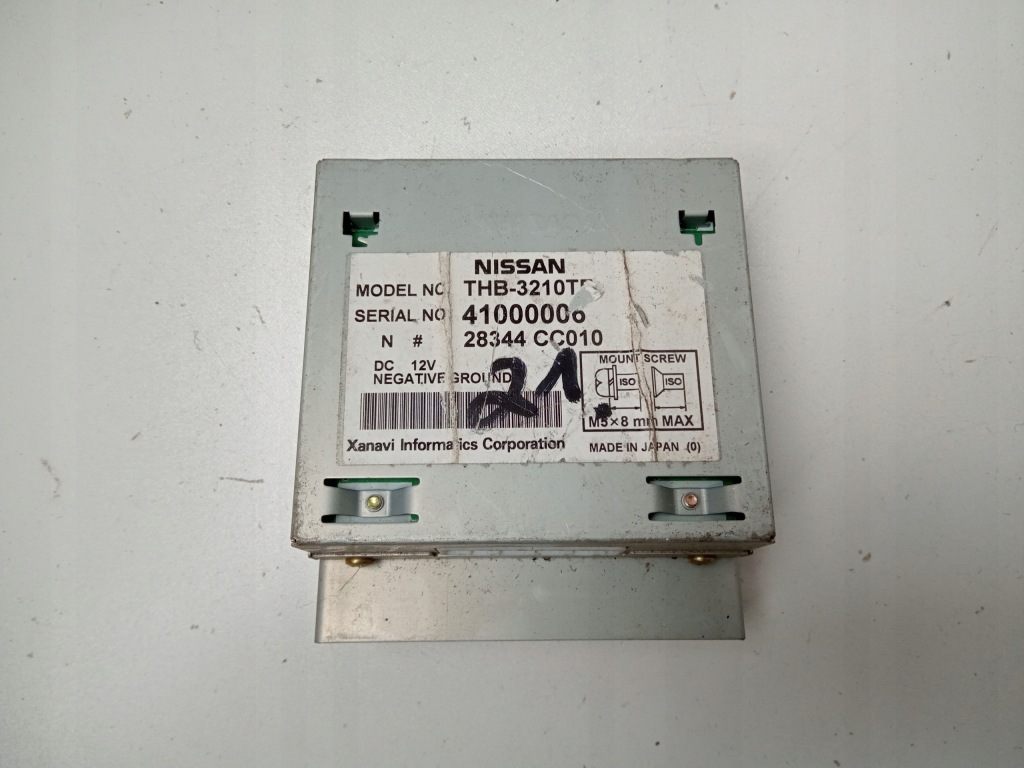 NISSAN
MODEL NO THB-3210
SERIAL NO 41000006
N # 28344 CC010
DC 12V
NEGATIVE GROUND
21
MOUNT SCREW
ISO ISO
M5×8 mm MAX
Xanavi Informatics Corporation
MADE IN JAPAN (0)